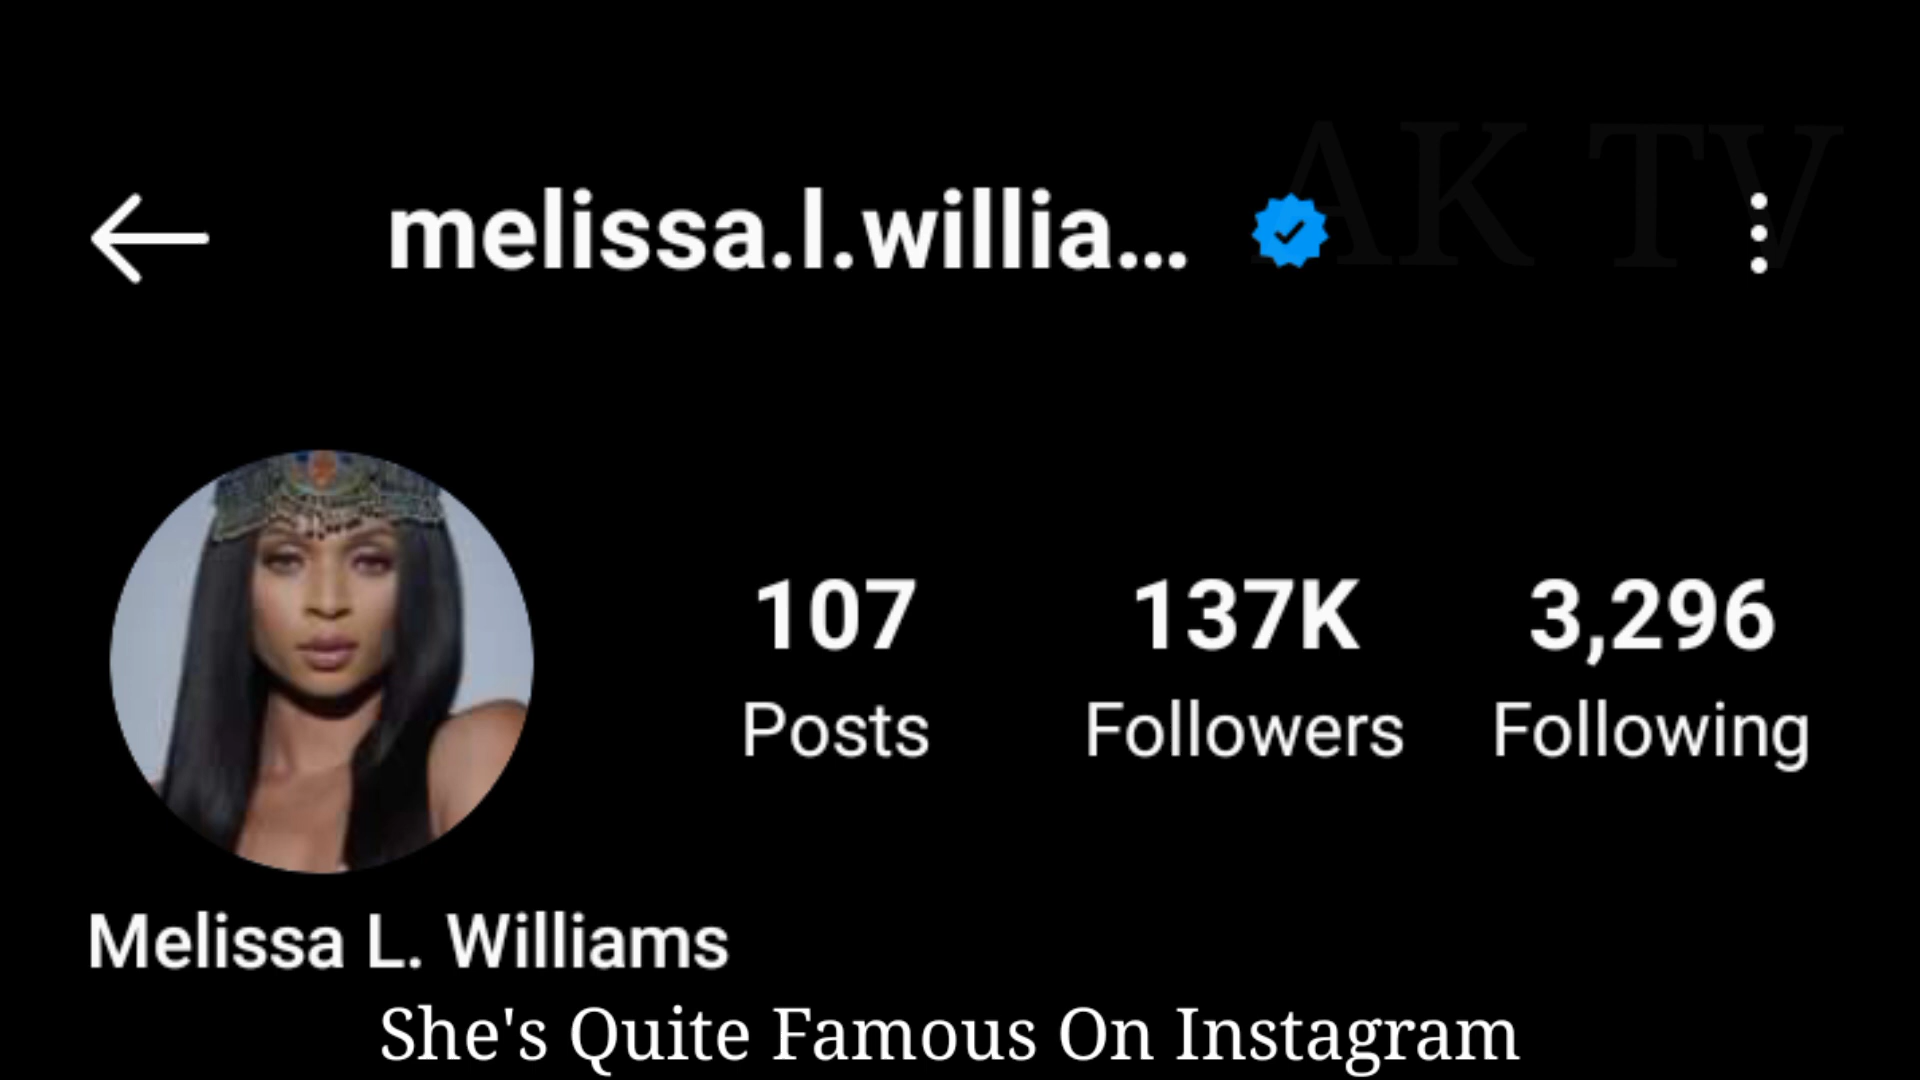 AK TV
melissa.l.willia...
107
137K
3,296
Posts
Followers
Following
Melissa L. Williams
She's Quite Famous On Instagram